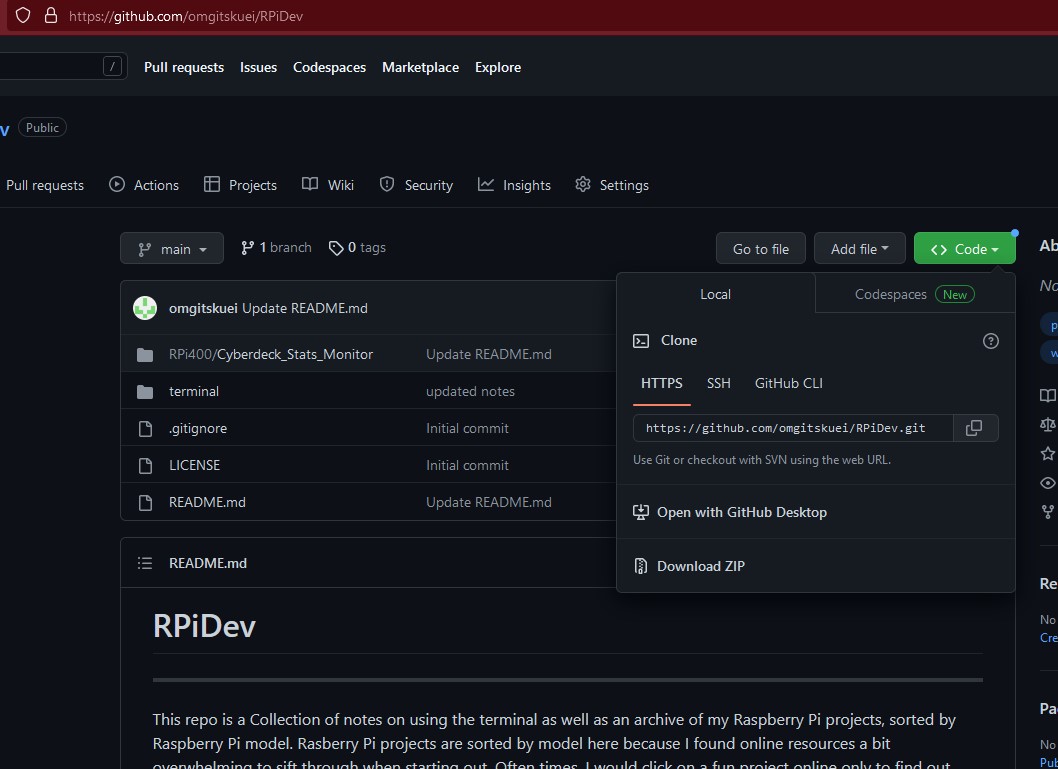 https://github.com/omgitskuei/RPiDev
/ Pull requests Issues Codespaces Marketplace Explore
v Public
Pull requests Actions Projects Wiki Security Insights Settings
main 1 branch 0 tags Go to file Add file Code
Ab
Local Codespaces New
No
omgitskuei Update README.md
p
Clone ?
w
RPi400/Cyberdeck_Stats_Monitor Update README.md
HTTPS SSH GitHub CLI
terminal updated notes
.gitignore Initial commit
https://github.com/omgitskuei/RPiDev.git
Use Git or checkout with SVN using the web URL.
LICENSE Initial commit
README.md Update README.md
Open with GitHub Desktop
README.md
Download ZIP
Re
No
Cre
RPiDev
Pa
This repo is a Collection of notes on using the terminal as well as an archive of my Raspberry Pi projects, sorted by
Raspberry Pi model. Rasberry Pi projects are sorted by model here because I found online resources a bit
No
overwhelming to sift through when starting out. Often times, I would click on a fun project online only to find out
Pub